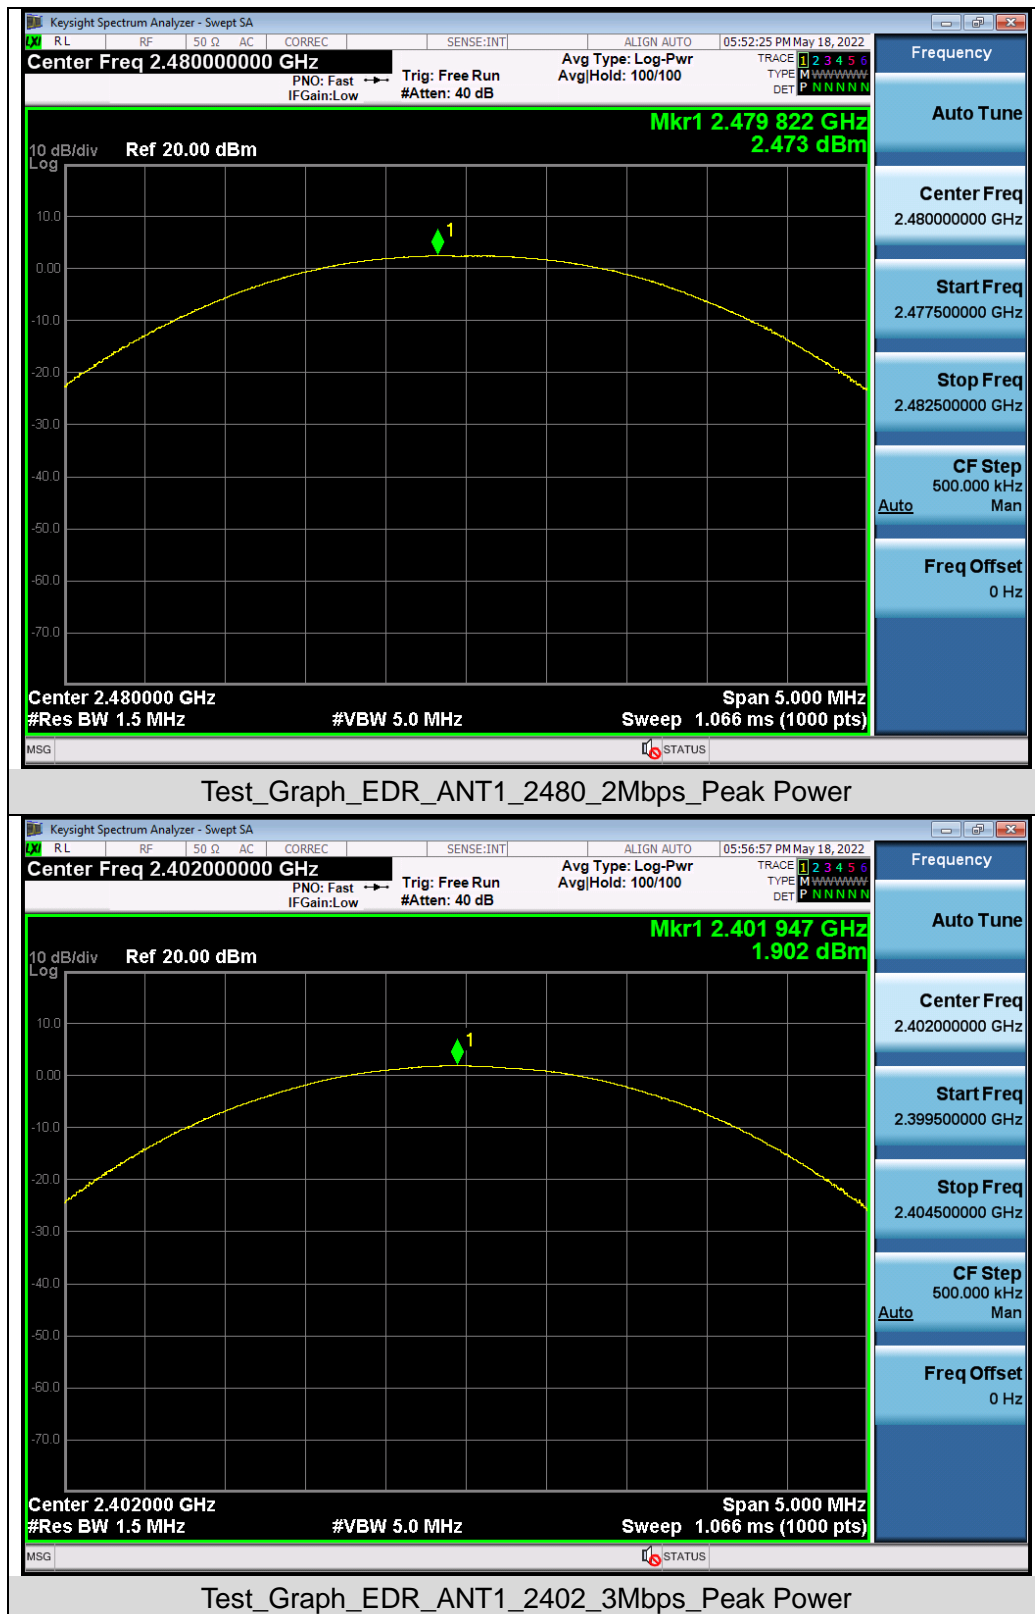 Keysight Spectrum Analyzer - Swept SA
LXI RL RF 50 Ω AC CORREC SENSE:INT ALIGN AUTO 05:52:25 PM May 18, 2022
Center Freq 2.480000000 GHz
PNO: Fast
IFGain:Low
Trig: Free Run
#Atten: 40 dB
Avg Type: Log-Pwr
Avg|Hold: 100/100
TRACE 1 2 3 4 5 6
TYPE M WWWWW
DET P N N N N N
Mkr1 2.479 822 GHz
2.473 dBm
10 dB/div
Log
Ref 20.00 dBm
1
10.0
0.00
-10.0
-20.0
-30.0
-40.0
-50.0
-60.0
-70.0
Center 2.480000 GHz
Span 5.000 MHz
#Res BW 1.5 MHz
#VBW 5.0 MHz
Sweep 1.066 ms (1000 pts)
MSG
STATUS
Frequency
Auto Tune
Center Freq
2.480000000 GHz
Start Freq
2.477500000 GHz
Stop Freq
2.482500000 GHz
CF Step
500.000 kHz
Auto Man
Freq Offset
0 Hz
Test_Graph_EDR_ANT1_2480_2Mbps_Peak Power
Keysight Spectrum Analyzer - Swept SA
LXI RL RF 50 Ω AC CORREC SENSE:INT ALIGN AUTO 05:56:57 PM May 18, 2022
Center Freq 2.402000000 GHz
PNO: Fast
IFGain:Low
Trig: Free Run
#Atten: 40 dB
Avg Type: Log-Pwr
Avg|Hold: 100/100
TRACE 1 2 3 4 5 6
TYPE M WWWWW
DET P N N N N N
Mkr1 2.401 947 GHz
1.902 dBm
10 dB/div
Log
Ref 20.00 dBm
1
10.0
0.00
-10.0
-20.0
-30.0
-40.0
-50.0
-60.0
-70.0
Center 2.402000 GHz
Span 5.000 MHz
#Res BW 1.5 MHz
#VBW 5.0 MHz
Sweep 1.066 ms (1000 pts)
MSG
STATUS
Frequency
Auto Tune
Center Freq
2.402000000 GHz
Start Freq
2.399500000 GHz
Stop Freq
2.404500000 GHz
CF Step
500.000 kHz
Auto Man
Freq Offset
0 Hz
Test_Graph_EDR_ANT1_2402_3Mbps_Peak Power